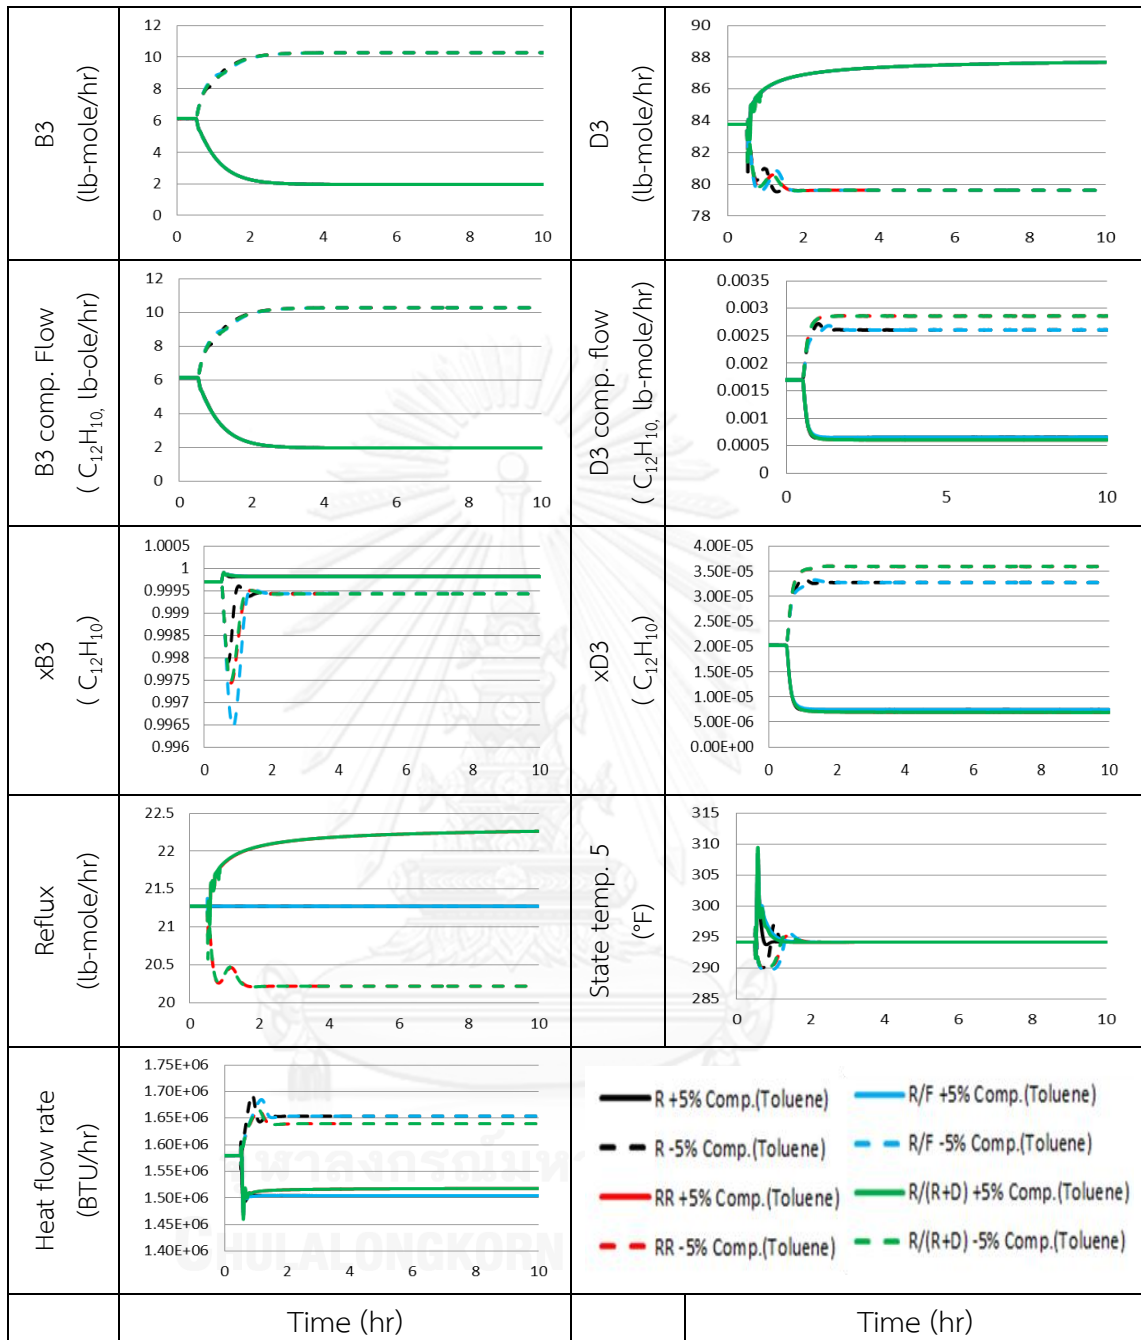 B3
(lb-mole/hr)
12
10
8
6
4
2
0
0 2 4 6 8 10
D3
(lb-mole/hr)
90
88
86
84
82
80
78
0 2 4 6 8 10
B3 comp. Flow
( C12H10, lb-ole/hr)
12
10
8
6
4
2
0
0 2 4 6 8 10
D3 comp. flow
( C12H10, lb-mole/hr)
0.0035
0.003
0.0025
0.002
0.0015
0.001
0.0005
0
0 5 10
xB3
( C12H10)
1.0005
1
0.9995
0.999
0.9985
0.998
0.9975
0.997
0.9965
0.996
0 2 4 6 8 10
xD3
( C12H10)
4.00E-05
3.50E-05
3.00E-05
2.50E-05
2.00E-05
1.50E-05
1.00E-05
5.00E-06
0.00E+00
0 2 4 6 8 10
Reflux
(lb-mole/hr)
22.5
22
21.5
21
20.5
20
0 2 4 6 8 10
State temp. 5
(°F)
315
310
305
300
295
290
285
0 2 4 6 8 10
Heat flow rate
(BTU/hr)
1.75E+06
1.70E+06
1.65E+06
1.60E+06
1.55E+06
1.50E+06
1.45E+06
1.40E+06
0 2 4 6 8 10
R +5% Comp.(Toluene)
R -5% Comp.(Toluene)
RR +5% Comp.(Toluene)
RR -5% Comp.(Toluene)
R/F +5% Comp.(Toluene)
R/F -5% Comp.(Toluene)
R/(R+D) +5% Comp.(Toluene)
R/(R+D) -5% Comp.(Toluene)
CHULALONGKORN
Time (hr)
Time (hr)